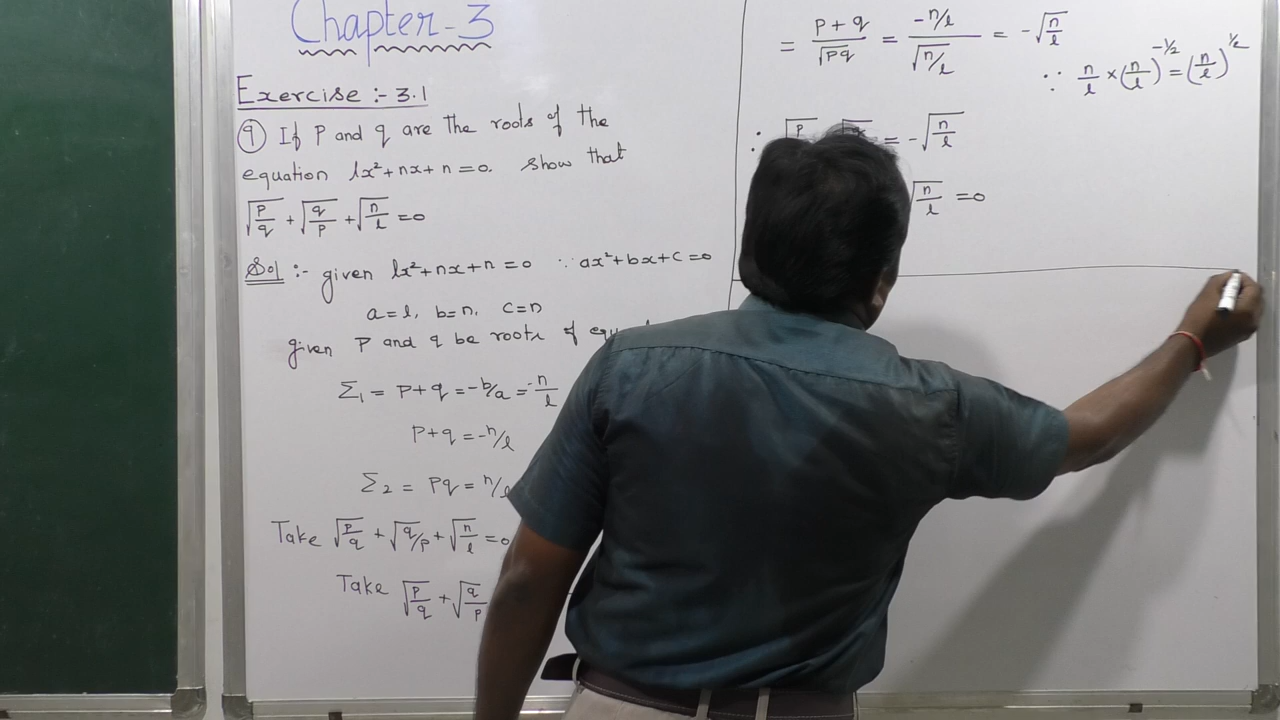 Chapter-3
Exercise :- 3.1
9 If P and q are the roots of the
equation lx²+nx+n=0. show that
√(P/q) + √(q/P) + √(n/l) = 0
Sol :- given lx²+nx+n=0 ∵ ax²+bx+c=0
a=l, b=n, c=n
given P and q be roots of
Σ₁ = P+q = -b/a = -n/l
P+q = -n/l
Σ₂ = Pq = n/l
Take √(P/q) + √(q/P) + √(n/l) = 0
Take √(P/q) + √(q/P)
= (P+q)/√(Pq) = (-n/l)/√(n/l) = -√(n/l)
∵ n/l × (n/l)^(-1/2) = (n/l)^(1/2)
= -√(n/l)
√(n/l) = 0